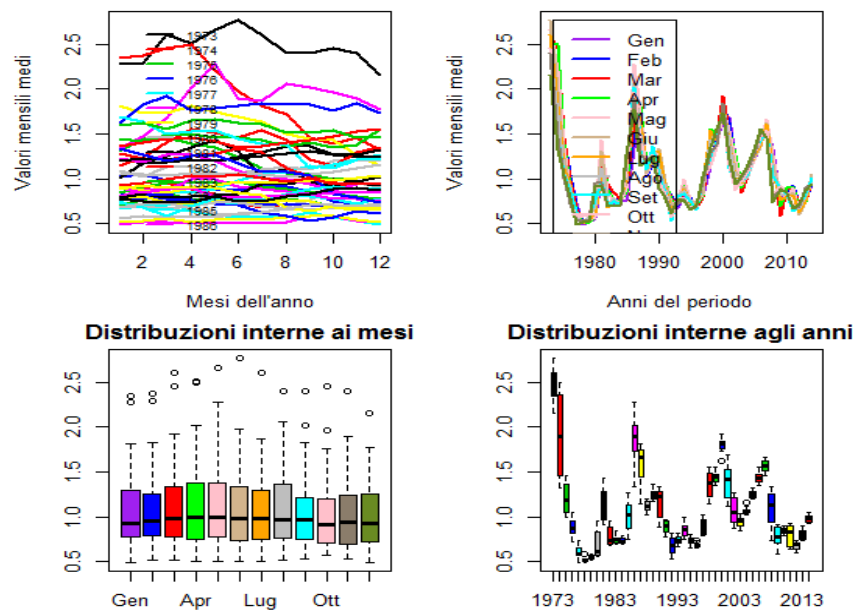 Valori mensili medi
2.5
2.0
1.5
1.0
0.5
1973
1974
1975
1976
1977
1978
1979
1982
1985
1986
2 4 6 8 10 12
Mesi dell'anno
Valori mensili medi
2.5
2.0
1.5
1.0
0.5
Gen
Feb
Mar
Apr
Mag
Giu
Lug
Ago
Set
Ott
1980 1990 2000 2010
Anni del periodo
Distribuzioni interne ai mesi
2.5
2.0
1.5
1.0
0.5
Gen Apr Lug Ott
Distribuzioni interne agli anni
2.5
2.0
1.5
1.0
0.5
1973 1983 1993 2003 2013